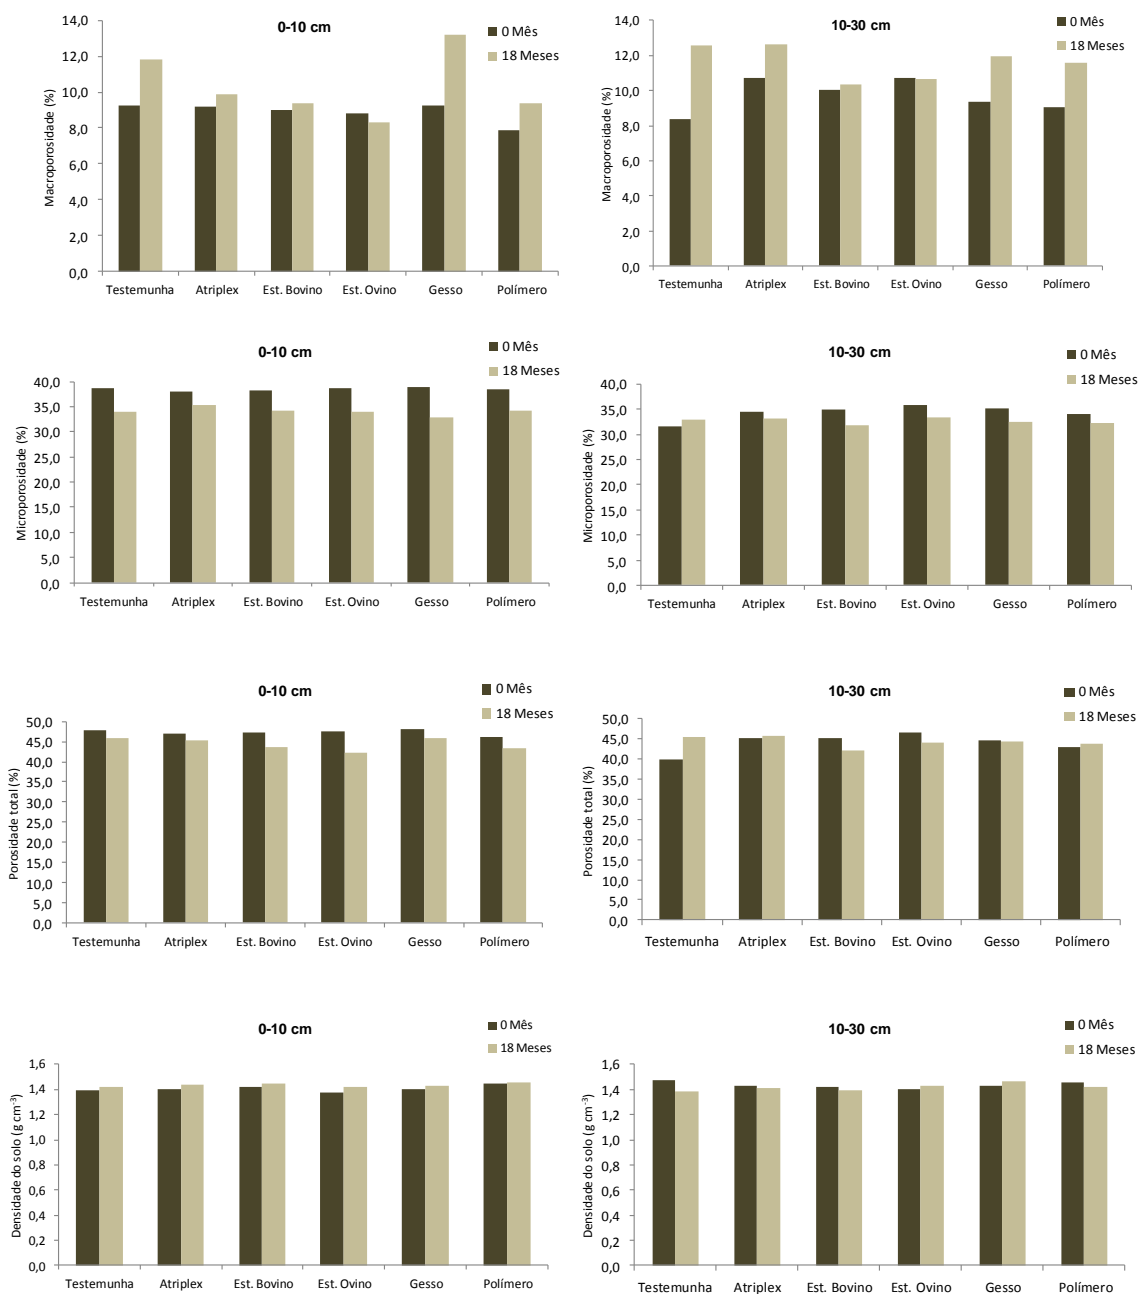 0-10 cm
0 Mês
18 Meses
Macroporosidade (%)
14,0
12,0
10,0
8,0
6,0
4,0
2,0
0,0
Testemunha Atriplex Est. Bovino Est. Ovino Gesso Polímero
10-30 cm
0 Mês
18 Meses
Macroporosidade (%)
14,0
12,0
10,0
8,0
6,0
4,0
2,0
0,0
Testemunha Atriplex Est. Bovino Est. Ovino Gesso Polímero
0-10 cm
0 Mês
18 Meses
Microporosidade (%)
40,0
35,0
30,0
25,0
20,0
15,0
10,0
5,0
0,0
Testemunha Atriplex Est. Bovino Est. Ovino Gesso Polímero
10-30 cm
0 Mês
18 Meses
Microporosidade (%)
40,0
35,0
30,0
25,0
20,0
15,0
10,0
5,0
0,0
Testemunha Atriplex Est. Bovino Est. Ovino Gesso Polímero
0-10 cm
0 Mês
18 Meses
Porosidade total (%)
50,0
45,0
40,0
35,0
30,0
25,0
20,0
15,0
10,0
5,0
0,0
Testemunha Atriplex Est. Bovino Est. Ovino Gesso Polímero
10-30 cm
0 Mês
18 Meses
Porosidade total (%)
50,0
45,0
40,0
35,0
30,0
25,0
20,0
15,0
10,0
5,0
0,0
Testemunha Atriplex Est. Bovino Est. Ovino Gesso Polímero
0-10 cm
0 Mês
18 Meses
Densidade do solo (g cm⁻³)
1,6
1,4
1,2
1,0
0,8
0,6
0,4
0,2
0,0
Testemunha Atriplex Est. Bovino Est. Ovino Gesso Polímero
10-30 cm
0 Mês
18 Meses
Densidade do solo (g cm⁻³)
1,6
1,4
1,2
1,0
0,8
0,6
0,4
0,2
0,0
Testemunha Atriplex Est. Bovino Est. Ovino Gesso Polímero